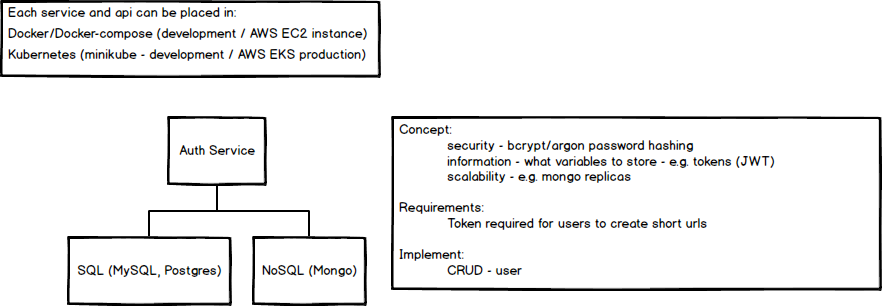 Each service and api can be placed in:
Docker/Docker-compose (development / AWS EC2 instance)
Kubernetes (minikube - development / AWS EKS production)
Auth Service
SQL (MySQL, Postgres)
NoSQL (Mongo)
Concept:
security - bcrypt/argon password hashing
information - what variables to store - e.g. tokens (JWT)
scalability - e.g. mongo replicas
Requirements:
Token required for users to create short urls
Implement:
CRUD - user